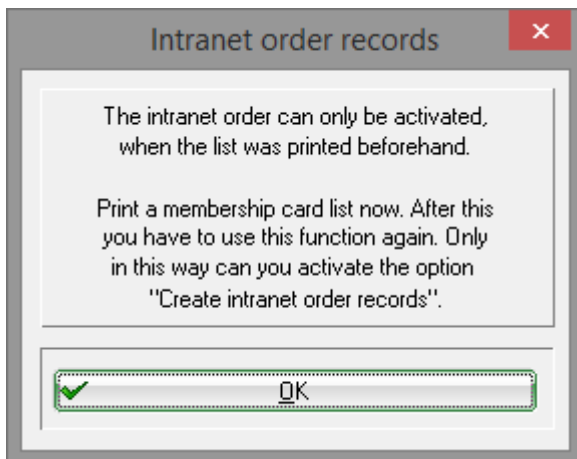 Intranet order records
The intranet order can only be activated,
when the list was printed beforehand.
Print a membership card list now. After this
you have to use this function again. Only
in this way can you activate the option
"Create intranet order records".
OK